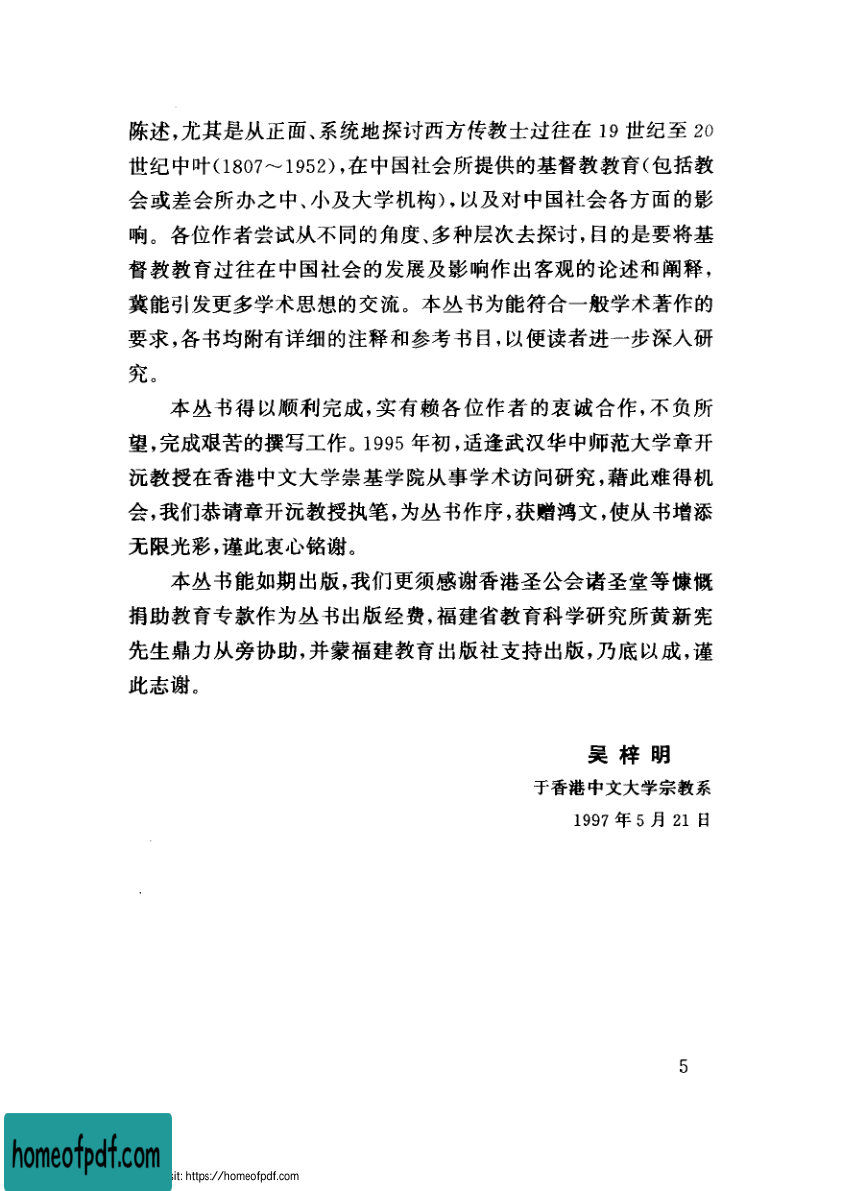 陈述,尤其是从正面、系统地探讨西方传教士过往在 19 世纪至 20
世纪中叶(1807～1952),在中国社会所提供的基督教教育(包括教
会或差会所办之中、小及大学机构),以及对中国社会各方面的影
响。各位作者尝试从不同的角度、多种层次去探讨,目的是要将基
督教教育过往在中国社会的发展及影响作出客观的论述和阐释,
冀能引发更多学术思想的交流。本丛书为能符合一般学术著作的
要求,各书均附有详细的注释和参考书目,以便读者进一步深入研
究。
本丛书得以顺利完成,实有赖各位作者的衷诚合作,不负所
望,完成艰苦的撰写工作。1995 年初,适逢武汉华中师范大学章开
沅教授在香港中文大学崇基学院从事学术访问研究,藉此难得机
会,我们恭请章开沅教授执笔,为丛书作序,获赠鸿文,使从书增添
无限光彩,谨此衷心铭谢。
本丛书能如期出版,我们更须感谢香港圣公会诸圣堂等慷慨
捐助教育专款作为丛书出版经费,福建省教育科学研究所黄新宪
先生鼎力从旁协助,并蒙福建教育出版社支持出版,乃底以成,谨
此志谢。
吴 梓 明
于香港中文大学宗教系
1997 年 5 月 21 日
5
homeofpdf.com
sit: https://homeofpdf.com